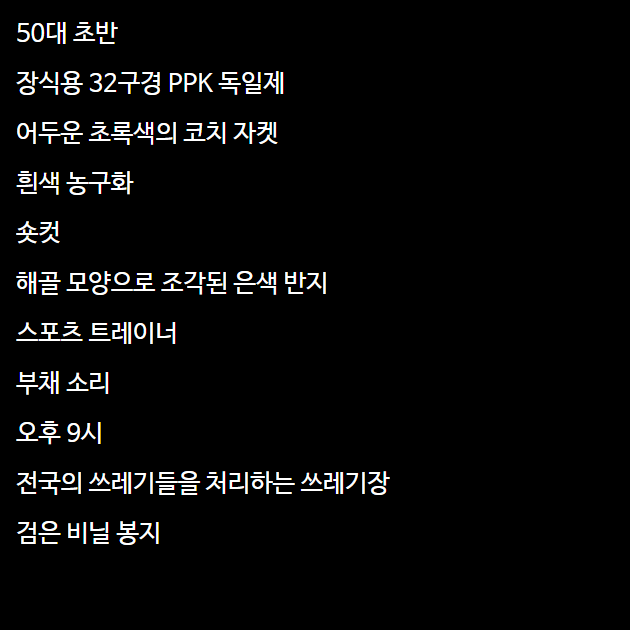 50대 초반
장식용 32구경 PPK 독일제
어두운 초록색의 코치 자켓
흰색 농구화
숏컷
해골 모양으로 조각된 은색 반지
스포츠 트레이너
부채 소리
오후 9시
전국의 쓰레기들을 처리하는 쓰레기장
검은 비닐 봉지